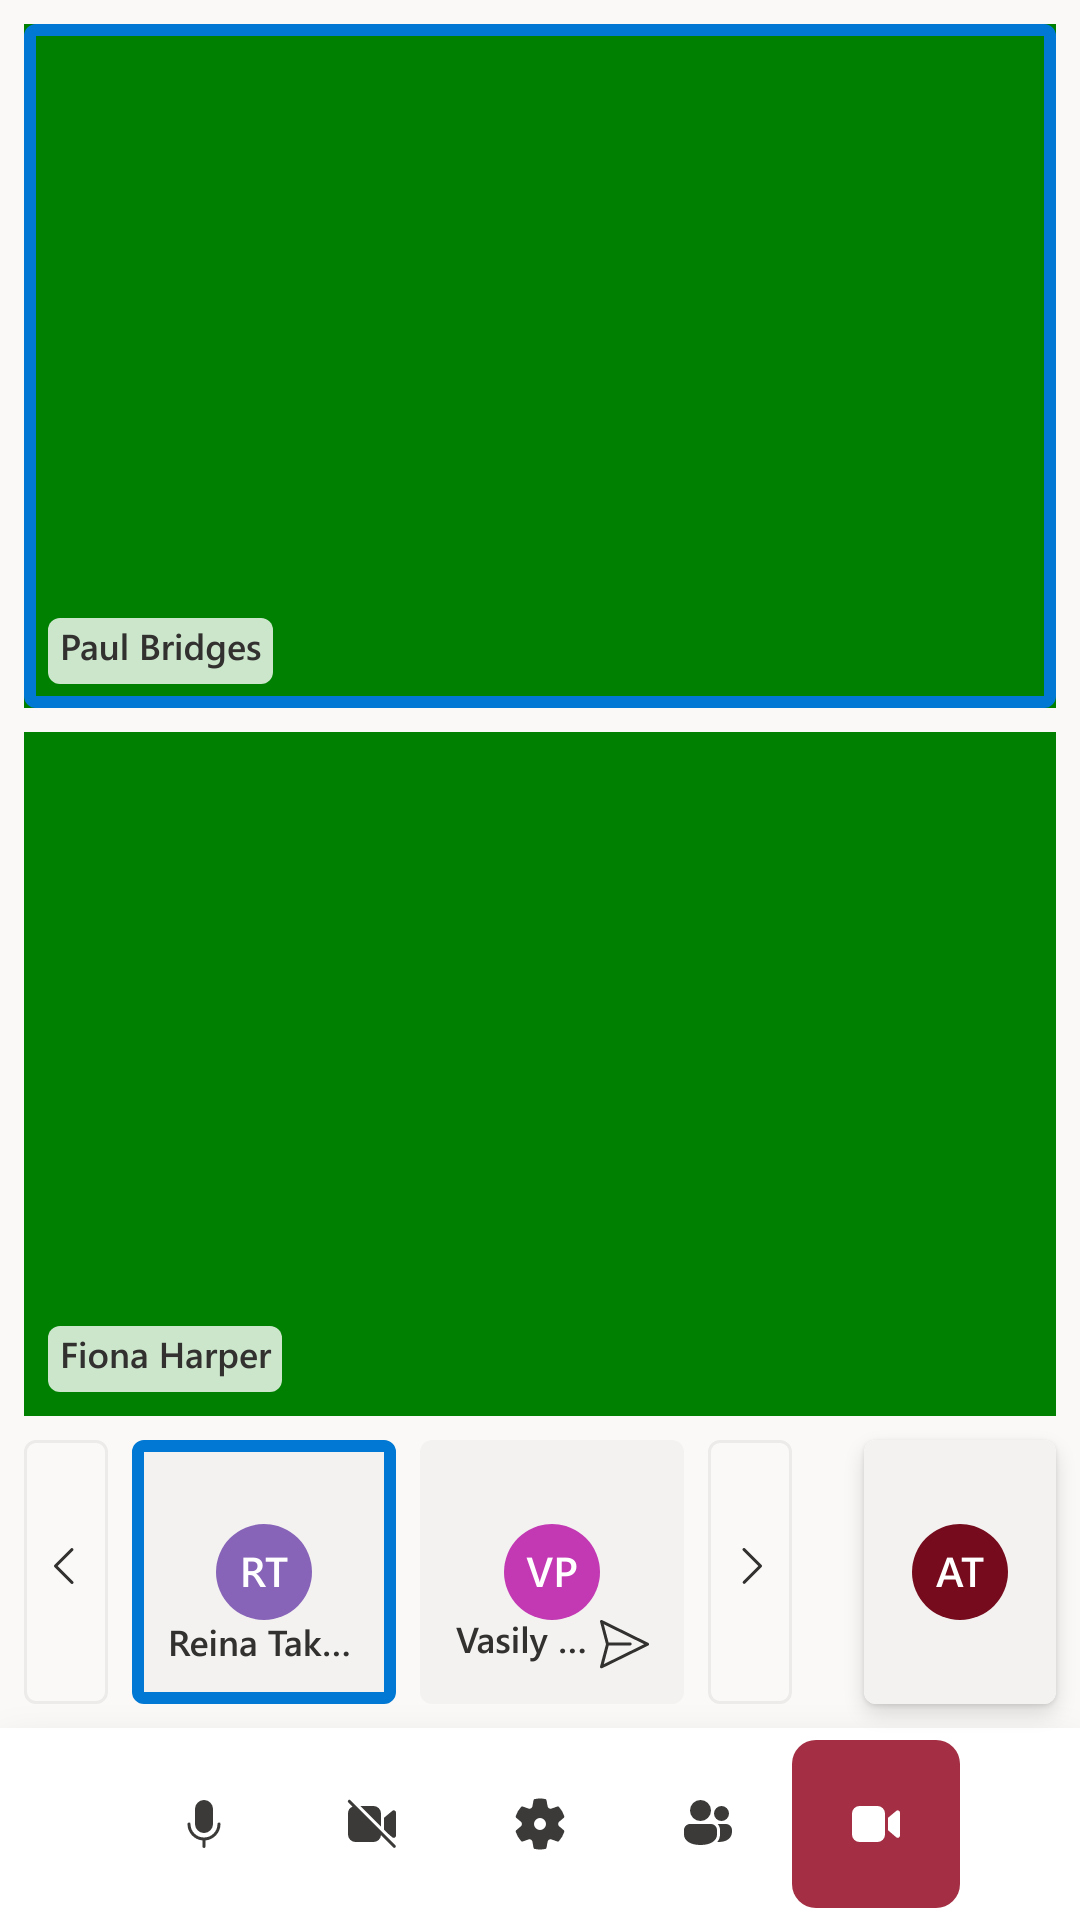 Paul Bridges
Fiona Harper
RT
Reina Tak...
VP
Vasily ...
AT